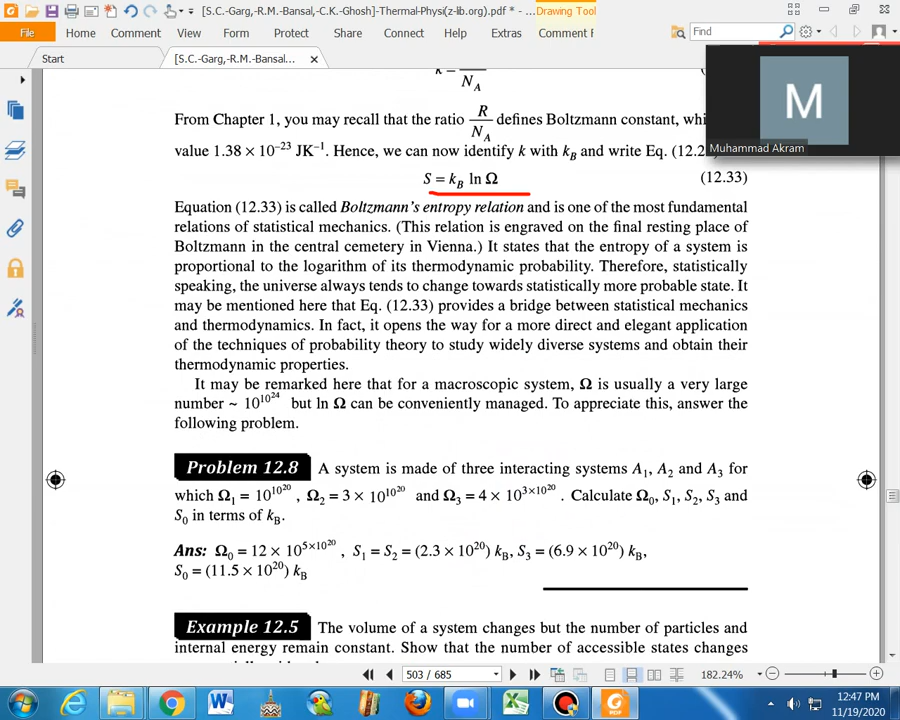 [S.C.-Garg,-R.M.-Bansal,-C.K.-Ghosh]-Thermal-Physi(z-lib.org).pdf * - ...
Drawing Tool
File Home Comment View Form Protect Share Connect Help Extras Comment F
Find
Start
[S.C.-Garg,-R.M.-Bansal,...
N_A
M
Muhammad Akram
From Chapter 1, you may recall that the ratio R/N_A defines Boltzmann constant,
value 1.38 × 10⁻²³ JK⁻¹. Hence, we can now identify k with k_B and write Eq. (12.2
S = k_B ln Ω (12.33)
Equation (12.33) is called Boltzmann's entropy relation and is one of the most fundamental
relations of statistical mechanics. (This relation is engraved on the final resting place of
Boltzmann in the central cemetery in Vienna.) It states that the entropy of a system is
proportional to the logarithm of its thermodynamic probability. Therefore, statistically
speaking, the universe always tends to change towards statistically more probable state. It
may be mentioned here that Eq. (12.33) provides a bridge between statistical mechanics
and thermodynamics. In fact, it opens the way for a more direct and elegant application
of the techniques of probability theory to study widely diverse systems and obtain their
thermodynamic properties.
It may be remarked here that for a macroscopic system, Ω is usually a very large
number ~ 10^10^24 but ln Ω can be conveniently managed. To appreciate this, answer the
following problem.
Problem 12.8 A system is made of three interacting systems A₁, A₂ and A₃ for
which Ω₁ = 10^10^20, Ω₂ = 3 × 10^10^20 and Ω₃ = 4 × 10^3×10^20. Calculate Ω₀, S₁, S₂, S₃ and
S₀ in terms of k_B.
Ans: Ω₀ = 12 × 10^5×10^20, S₁ = S₂ = (2.3 × 10²⁰) k_B, S₃ = (6.9 × 10²⁰) k_B,
S₀ = (11.5 × 10²⁰) k_B
Example 12.5 The volume of a system changes but the number of particles and
internal energy remain constant. Show that the number of accessible states changes
503 / 685
182.24%
12:47 PM
11/19/2020